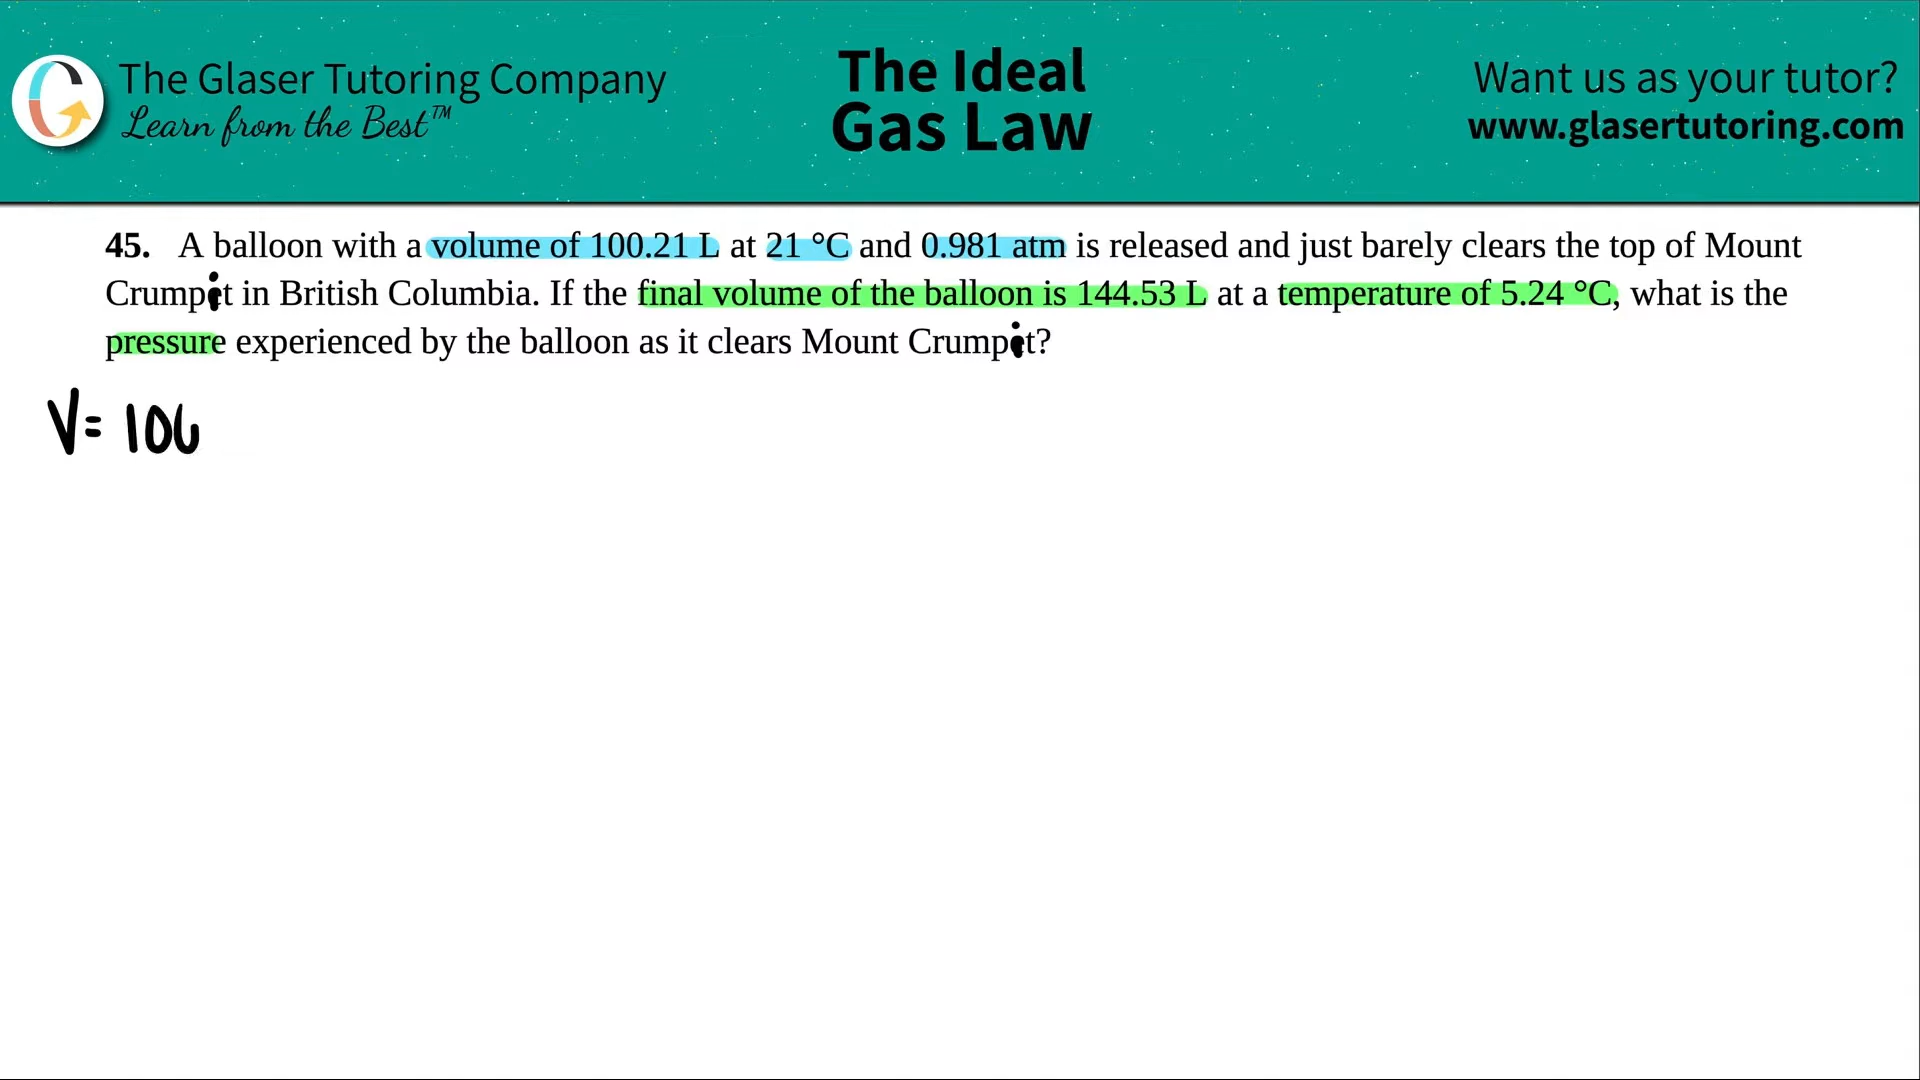 The Glaser Tutoring Company
Learn from the Best™
The Ideal
Gas Law
Want us as your tutor?
www.glasertutoring.com
45. A balloon with a volume of 100.21 L at 21 °C and 0.981 atm is released and just barely clears the top of Mount
Crumpit in British Columbia. If the final volume of the balloon is 144.53 L at a temperature of 5.24 °C, what is the
pressure experienced by the balloon as it clears Mount Crumpit?
V= 10